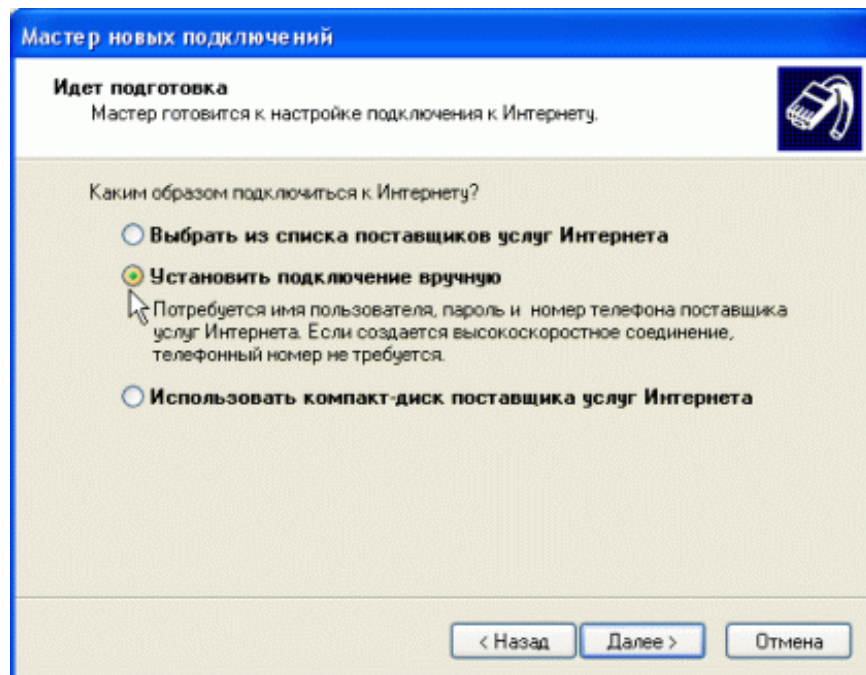 Мастер новых подключений
Идет подготовка
Мастер готовится к настройке подключения к Интернету.
Каким образом подключиться к Интернету?
Выбрать из списка поставщиков услуг Интернета
Установить подключение вручную
Потребуется имя пользователя, пароль и номер телефона поставщика
услуг Интернета. Если создается высокоскоростное соединение,
телефонный номер не требуется.
Использовать компакт-диск поставщика услуг Интернета
< Назад
Далее >
Отмена